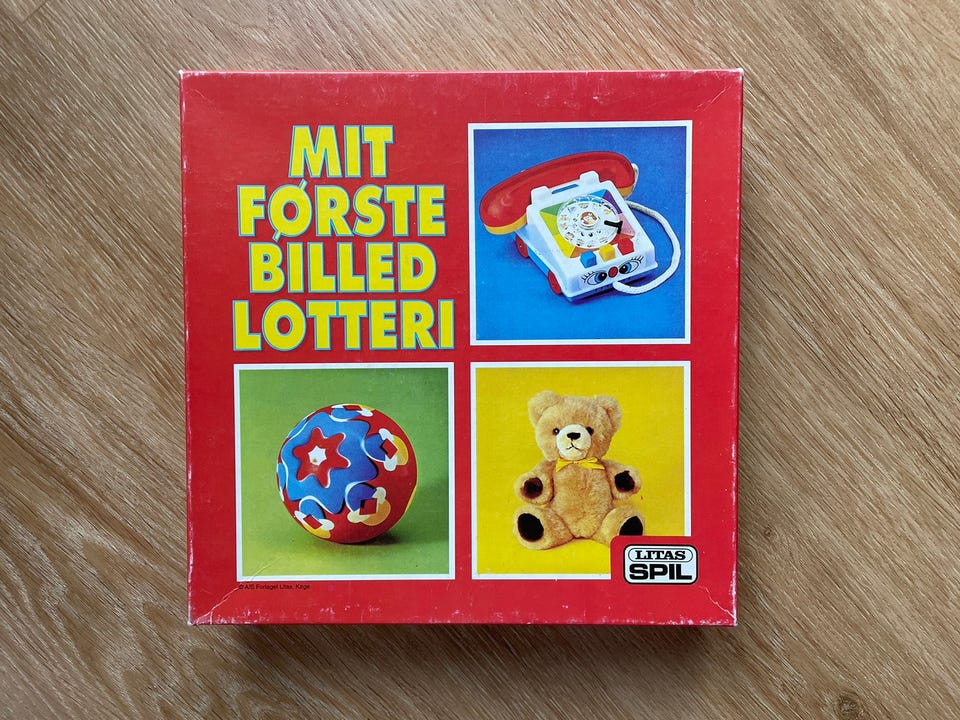 MIT
FØRSTE
BILLED
LOTTERI
LITAS
SPIL
© A/S Forlaget Litas, Køge